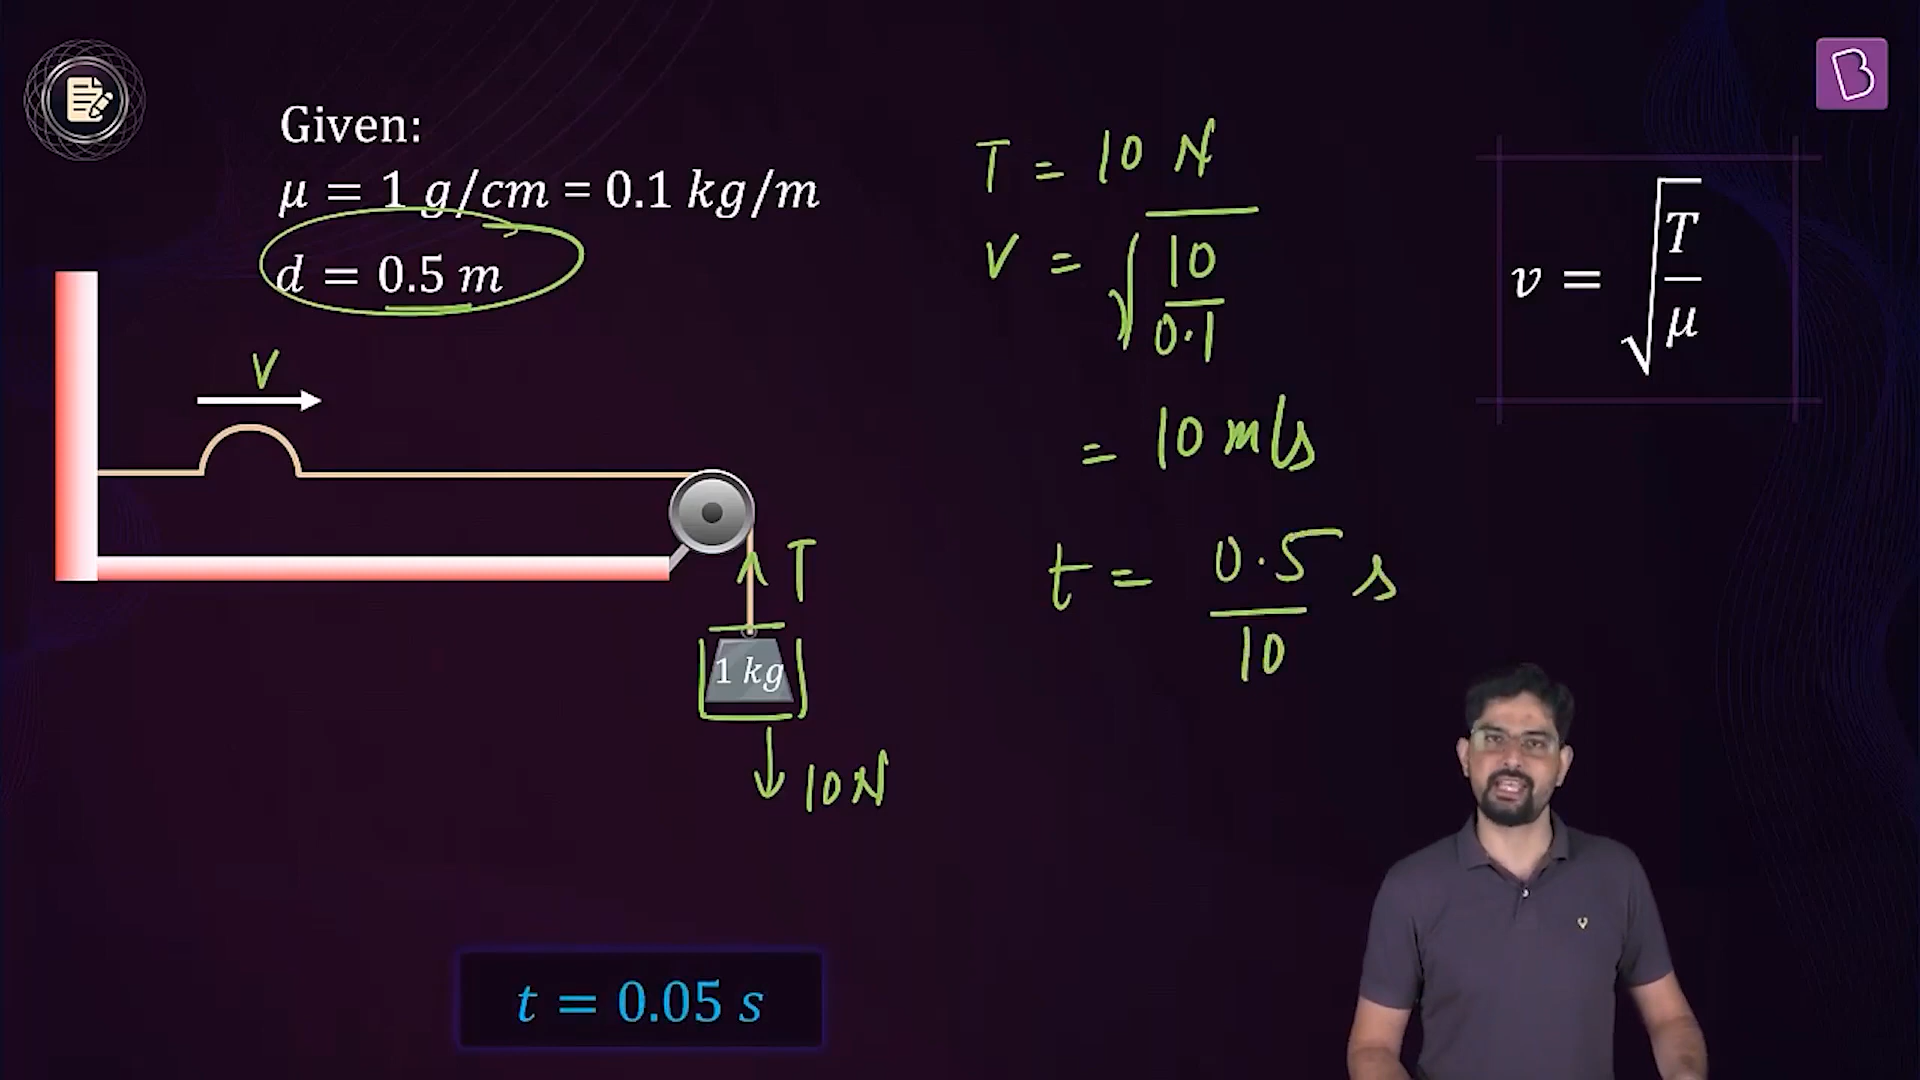 Given:
μ = 1 g/cm = 0.1 kg/m
d = 0.5 m
V
T
1 kg
10 N
T = 10 N
V = √(10/0.1)
= 10 m/s
t = 0.5/10 s
v = √(T/μ)
t = 0.05 s
B